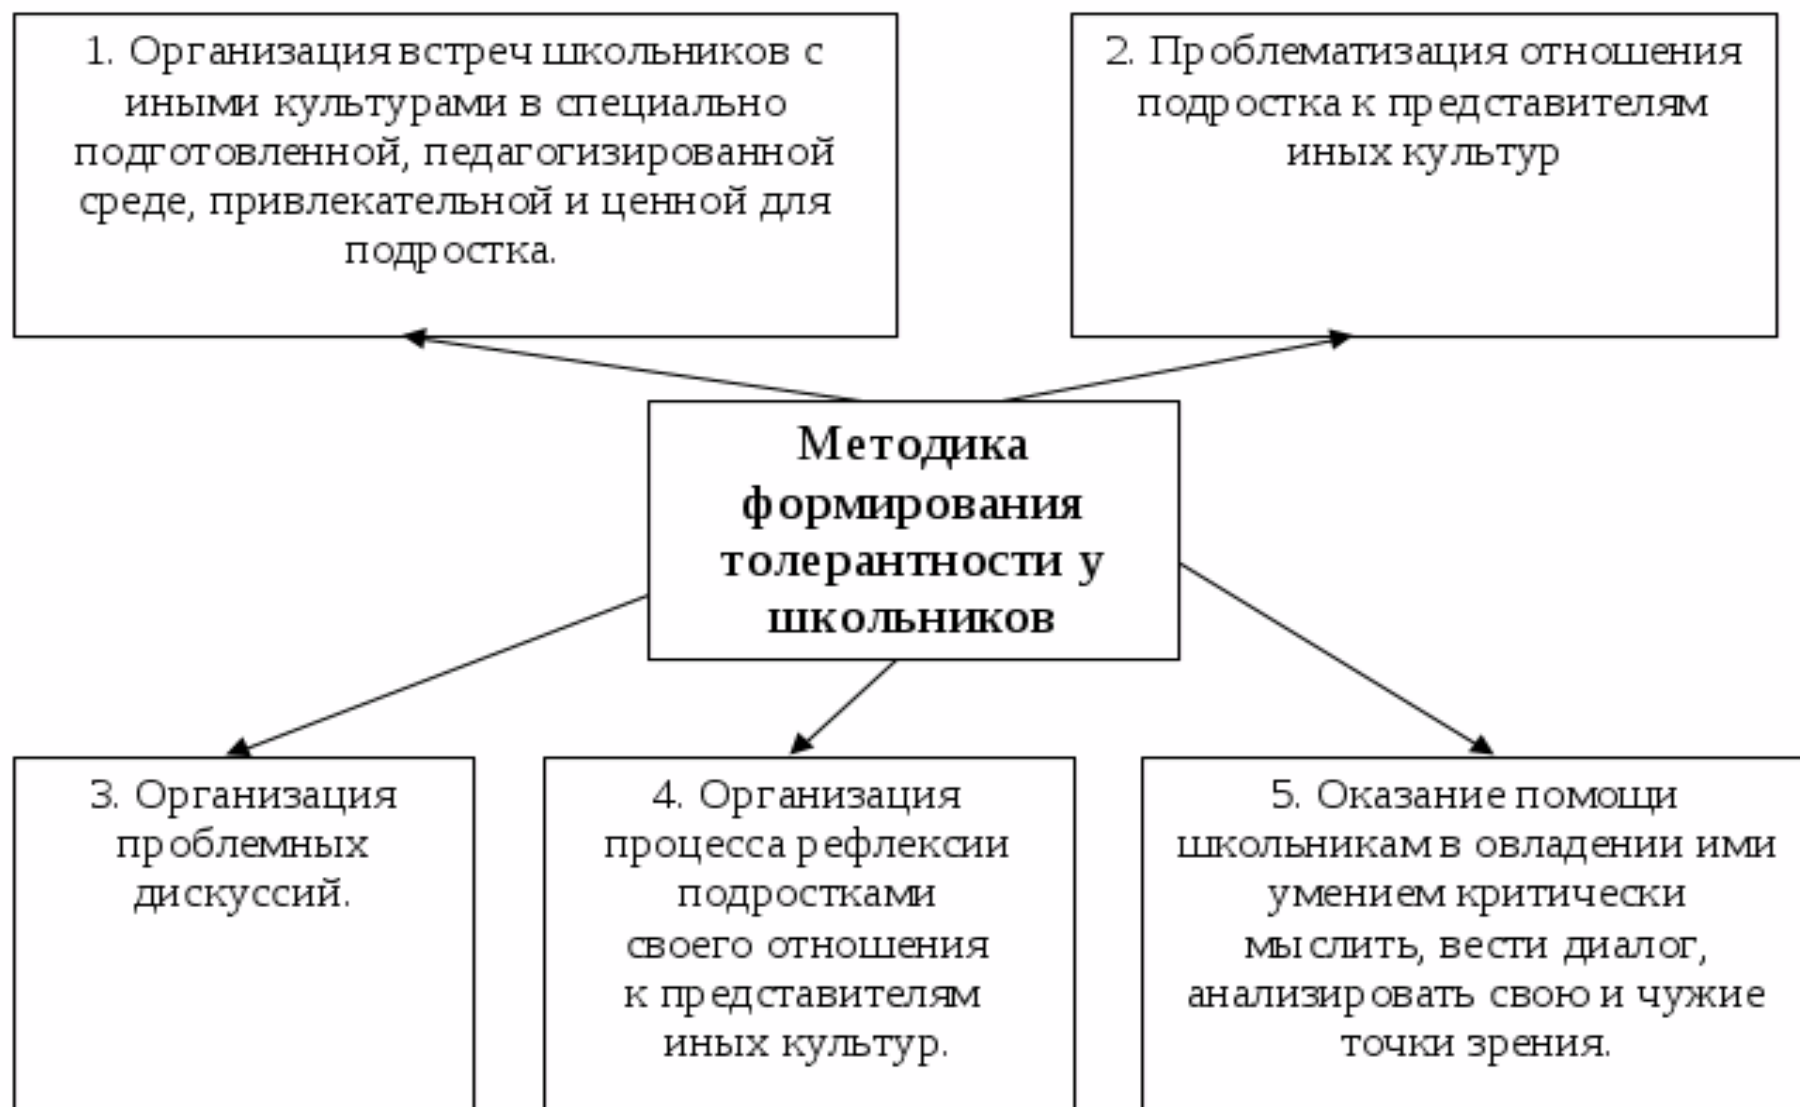 1. Организация встреч школьников с
иными культурами в специально
подготовленной, педагогизированной
среде, привлекательной и ценной для
подростка.
2. Проблематизация отношения
подростка к представителям
иных культур
Методика
формирования
толерантности у
школьников
3. Организация
проблемных
дискуссий.
4. Организация
процесса рефлексии
подростками
своего отношения
к представителям
иных культур.
5. Оказание помощи
школьникам в овладении ими
умением критически
мыслить, вести диалог,
анализировать свою и чужие
точки зрения.